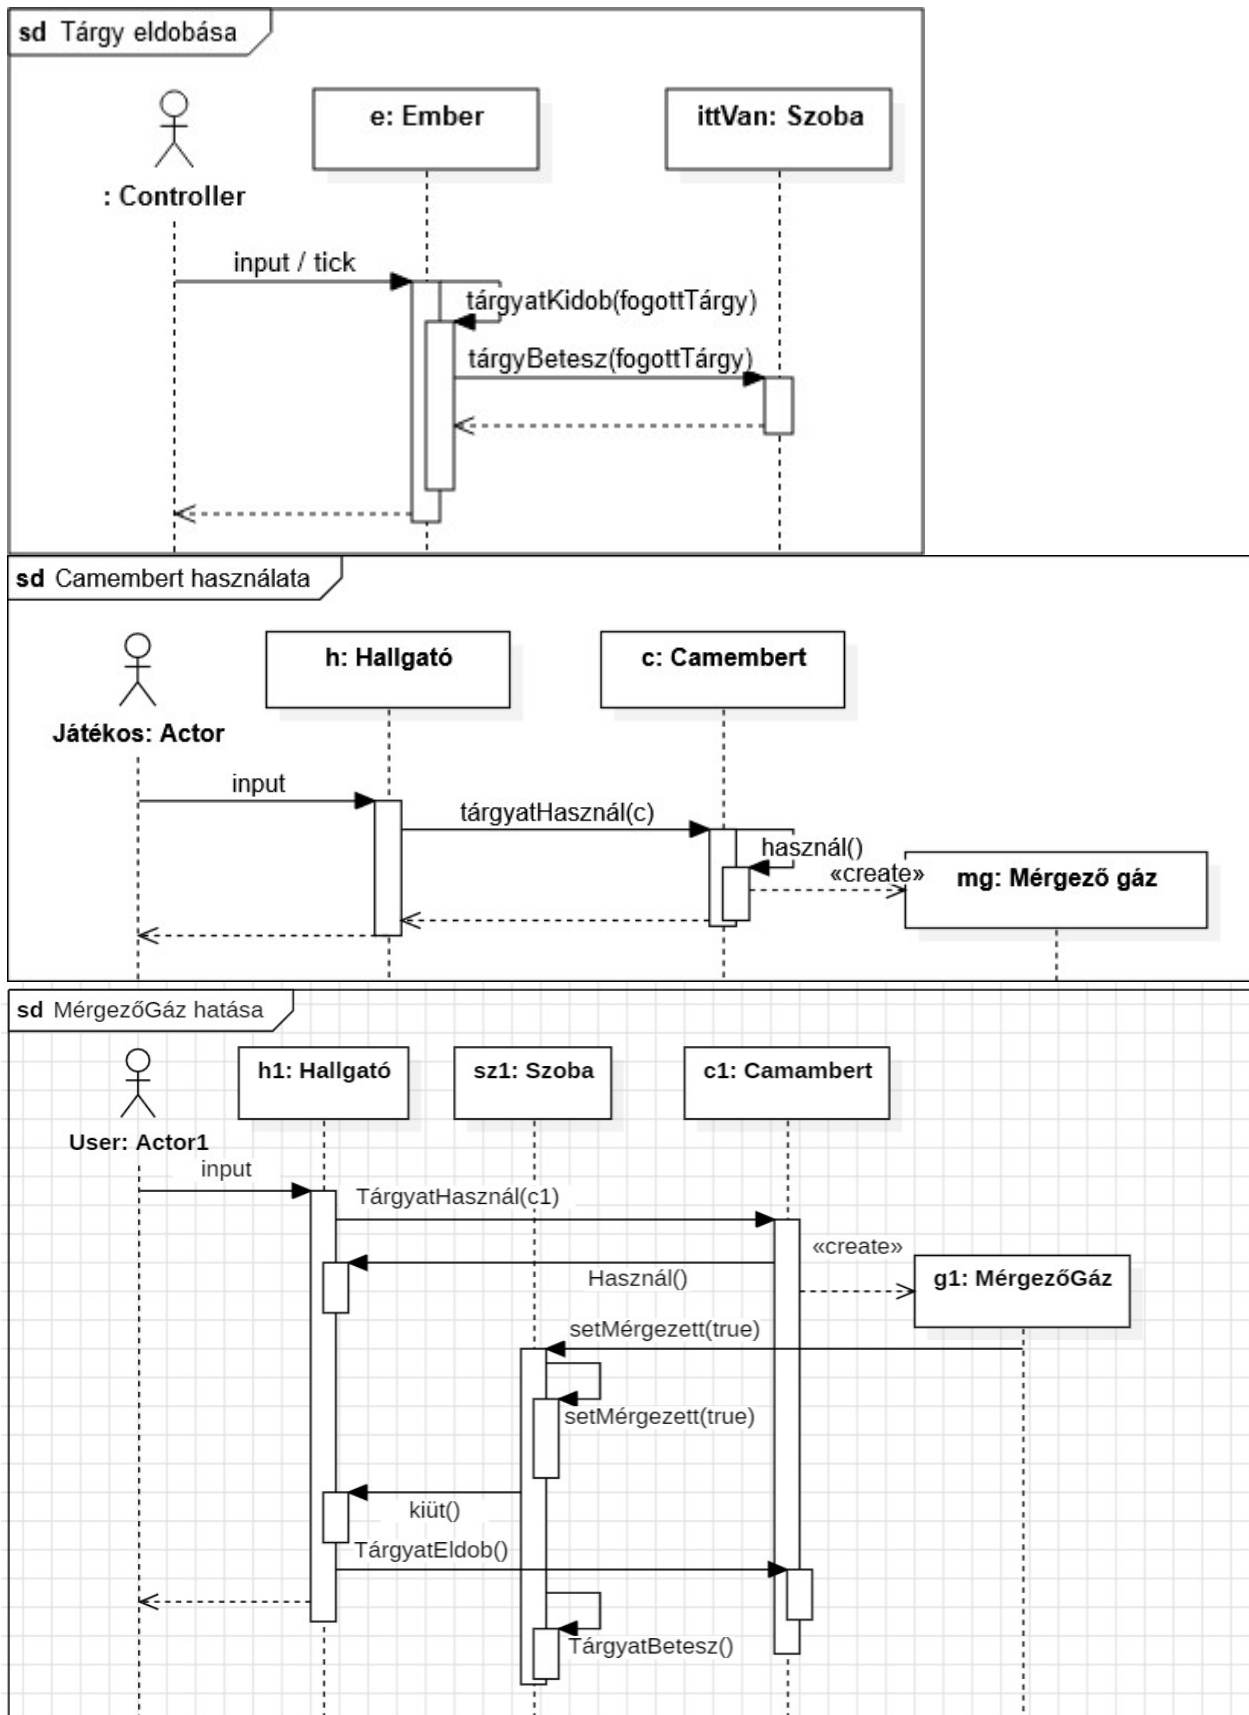 sd Tárgy eldobása
e: Ember
ittVan: Szoba
: Controller
input / tick
tárgyatKidob(fogottTárgy)
tárgyBetesz(fogottTárgy)
sd Camembert használata
h: Hallgató
c: Camembert
Játékos: Actor
input
tárgyatHasznál(c)
használ()
«create»
mg: Mérgező gáz
sd MérgezőGáz hatása
h1: Hallgató
sz1: Szoba
c1: Camambert
User: Actor1
input
TárgyatHasznál(c1)
«create»
Használ()
g1: MérgezőGáz
setMérgezett(true)
setMérgezett(true)
kiüt()
TárgyatEldob()
TárgyatBetesz()